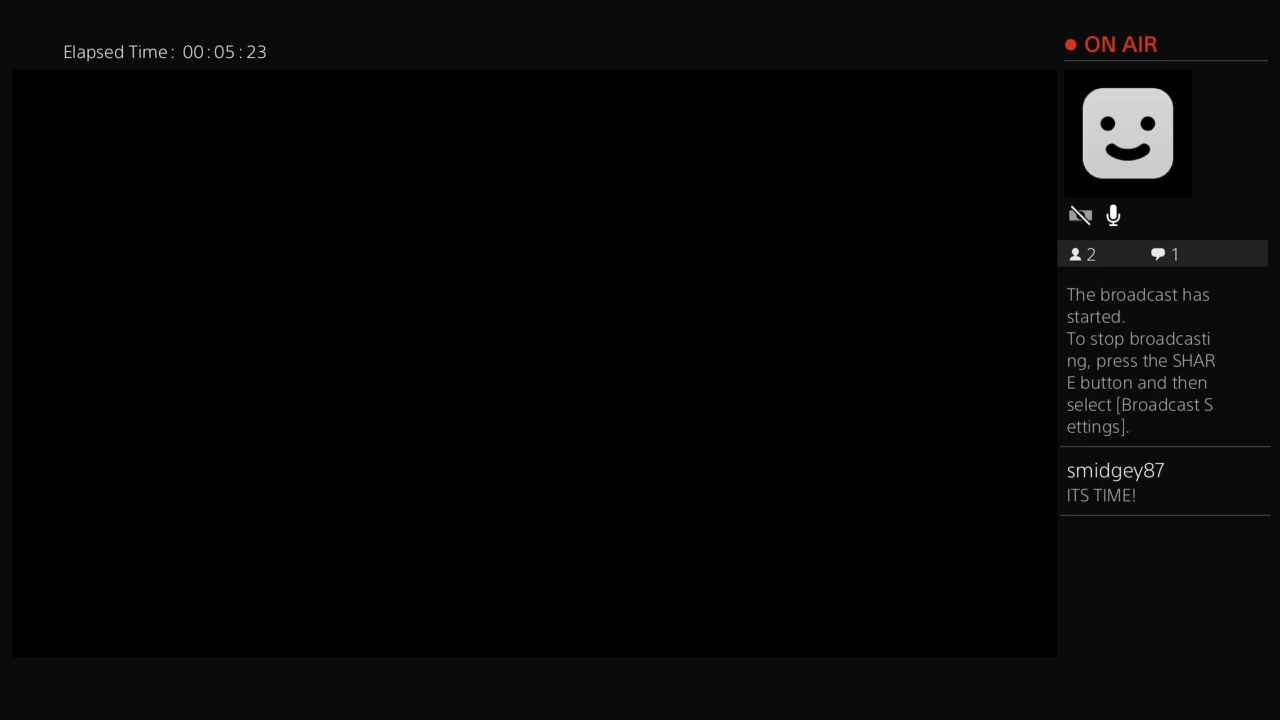 Elapsed Time: 00:05:23
ON AIR
2
1
The broadcast has
started.
To stop broadcasti
ng, press the SHAR
E button and then
select [Broadcast S
ettings].
smidgey87
ITS TIME!